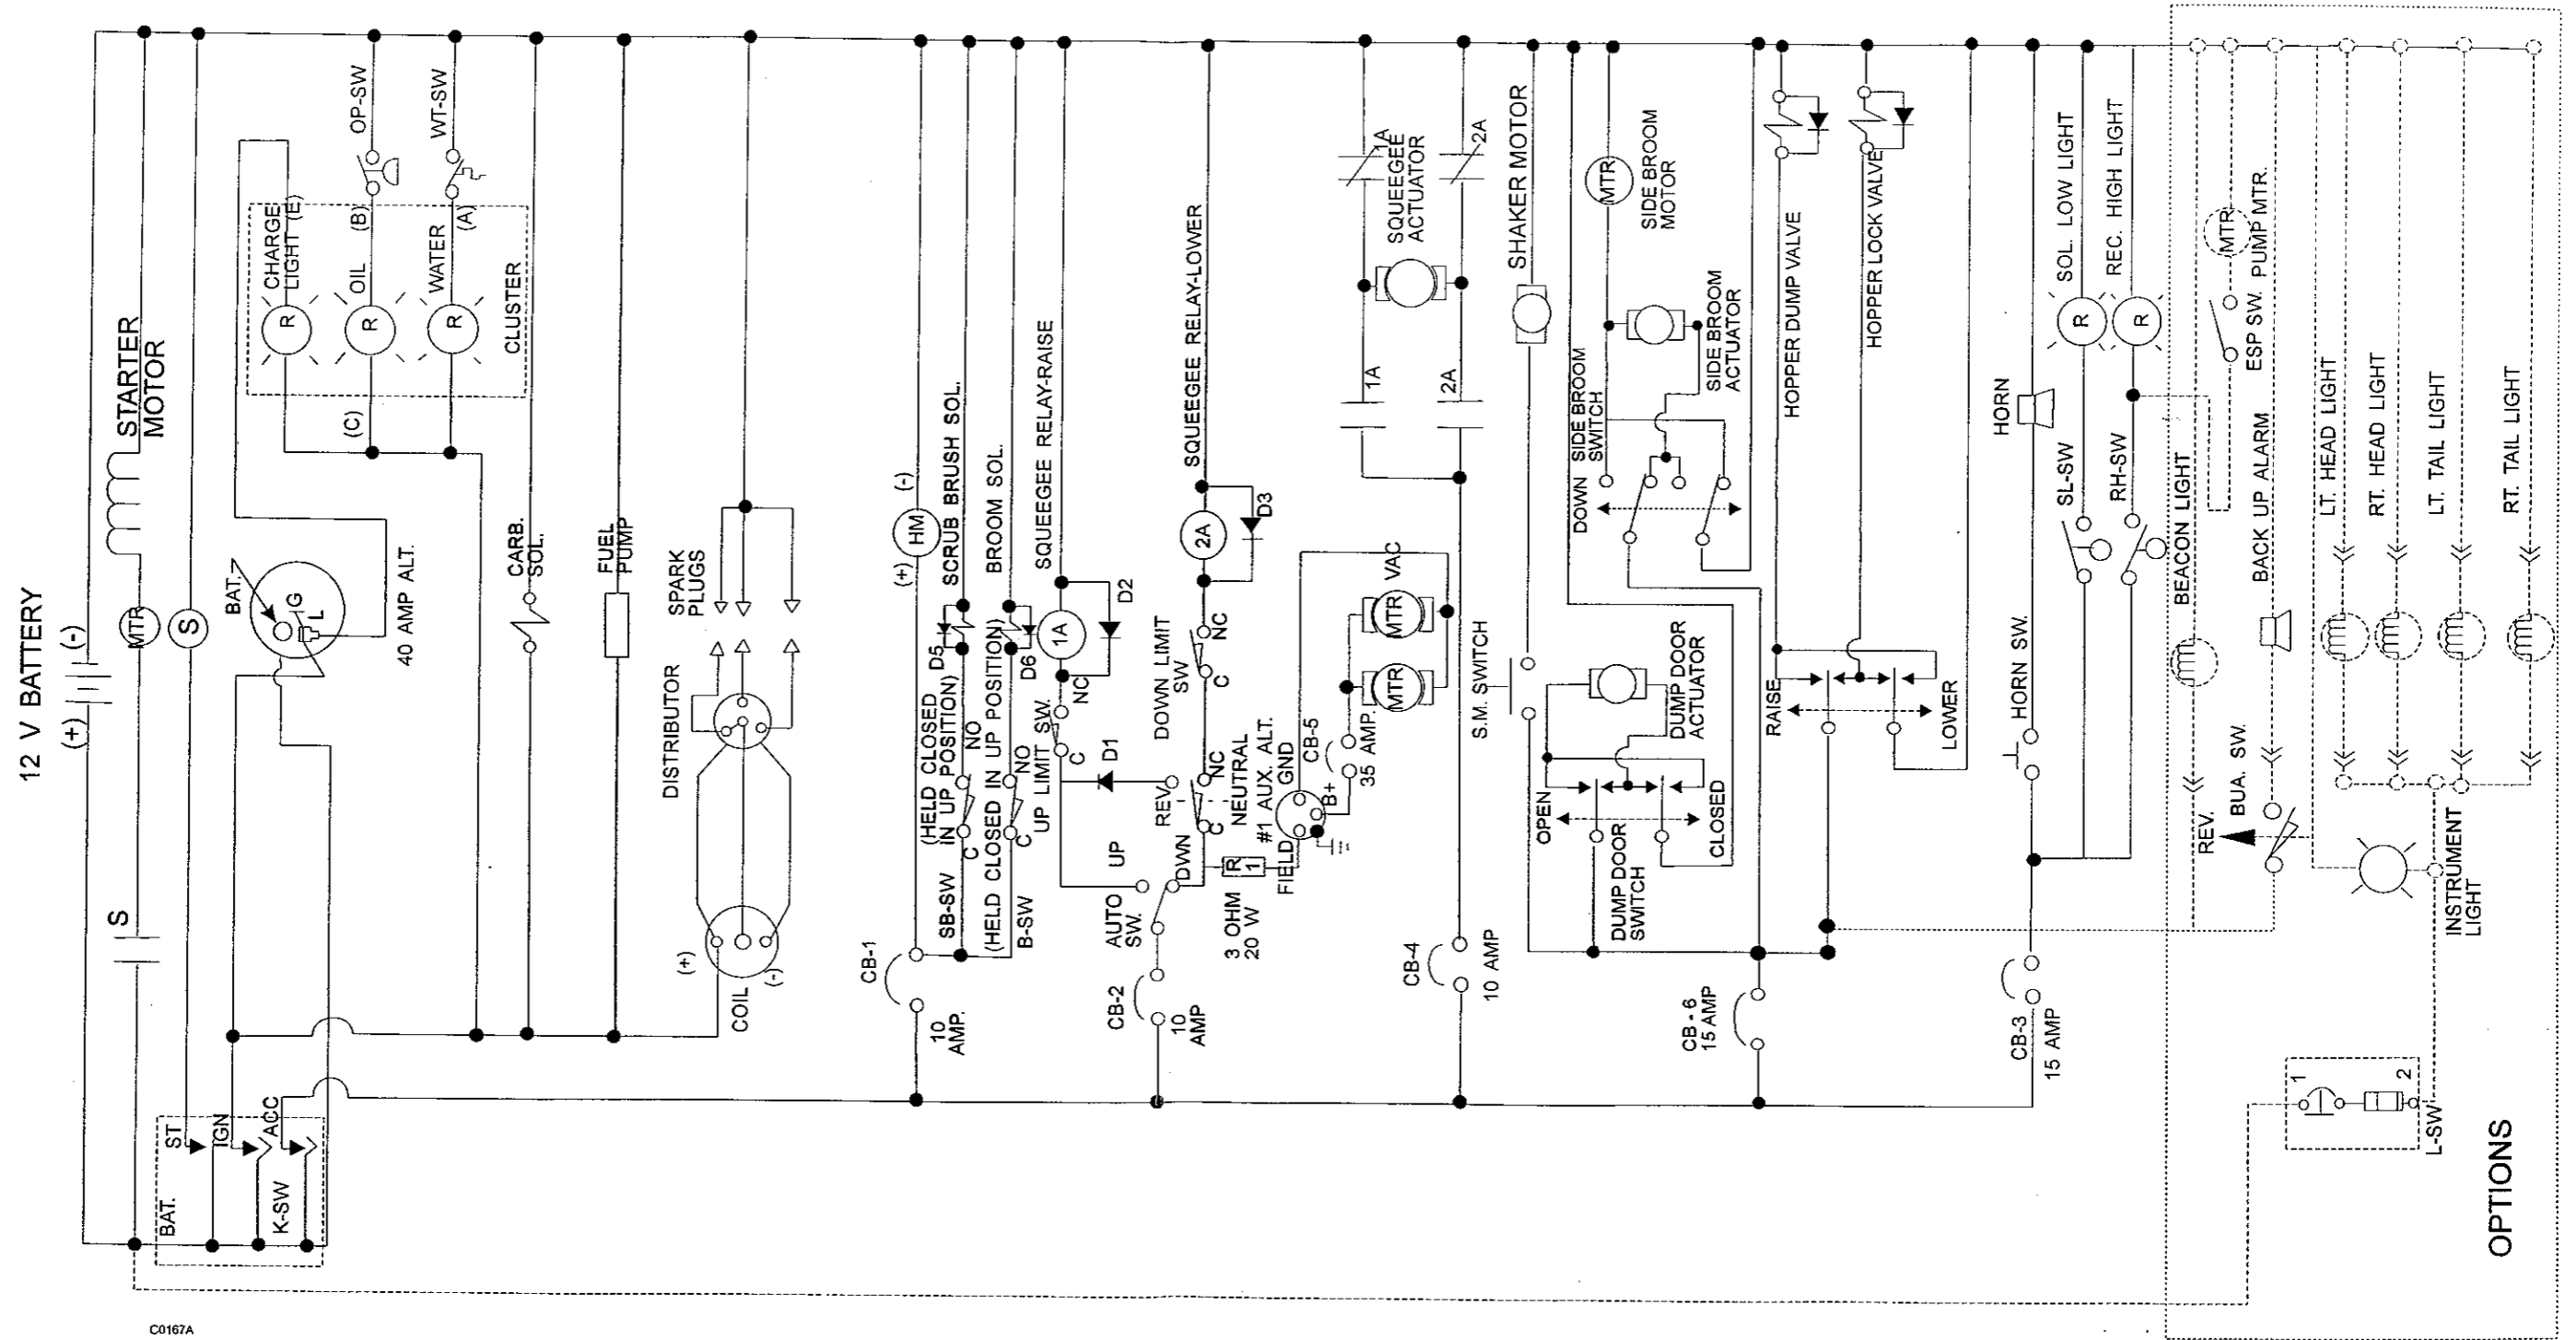 12 V BATTERY
(+)
(-)
STARTER
MOTOR
MTR
S
S
BAT.
G
L
40 AMP ALT.
CHARGE
LIGHT (E)
R
OIL
(B)
R
WATER
(A)
R
(C)
CLUSTER
OP-SW
WT-SW
CARB.
SOL.
FUEL
PUMP
SPARK
PLUGS
DISTRIBUTOR
COIL
(+)
(-)
BAT.
ST
IGN
ACC
K-SW
HM
(+)
(-)
CB-1
10
AMP.
SCRUB BRUSH SOL.
D5
(HELD CLOSED
IN UP POSITION)
NO
C
SB-SW
BROOM SOL.
D6
(HELD CLOSED IN UP POSITION)
NO
C
B-SW
SQUEEGEE RELAY-RAISE
1A
D2
NC
C
UP LIMIT SW.
D1
UP
AUTO
SW.
DWN
CB-2
10
AMP
SQUEEGEE RELAY-LOWER
2A
D3
DOWN LIMIT
SW
NC
C
REV.
NC
C
NEUTRAL
R
1
3 OHM
20 W
#1 AUX. ALT.
FIELD
GND
B+
CB-5
35 AMP.
MTR
MTR
VAC
1A
2A
SQUEEGEE
ACTUATOR
1A
2A
CB-4
10 AMP
SHAKER MOTOR
S.M. SWITCH
MTR
SIDE BROOM
MOTOR
SIDE BROOM
ACTUATOR
SIDE BROOM
SWITCH
DOWN
DUMP DOOR
ACTUATOR
OPEN
CLOSED
DUMP DOOR
SWITCH
CB - 6
15 AMP
HOPPER DUMP VALVE
HOPPER LOCK VALVE
RAISE
LOWER
HORN
HORN SW.
CB-3
15 AMP
SOL. LOW LIGHT
R
SL-SW
REC. HIGH LIGHT
R
RH-SW
BEACON LIGHT
MTR
ESP SW. PUMP MTR.
BACK UP ALARM
BUA. SW.
REV.
LT. HEAD LIGHT
RT. HEAD LIGHT
LT. TAIL LIGHT
RT. TAIL LIGHT
INSTRUMENT
LIGHT
1
2
L-SW
OPTIONS
C0167A